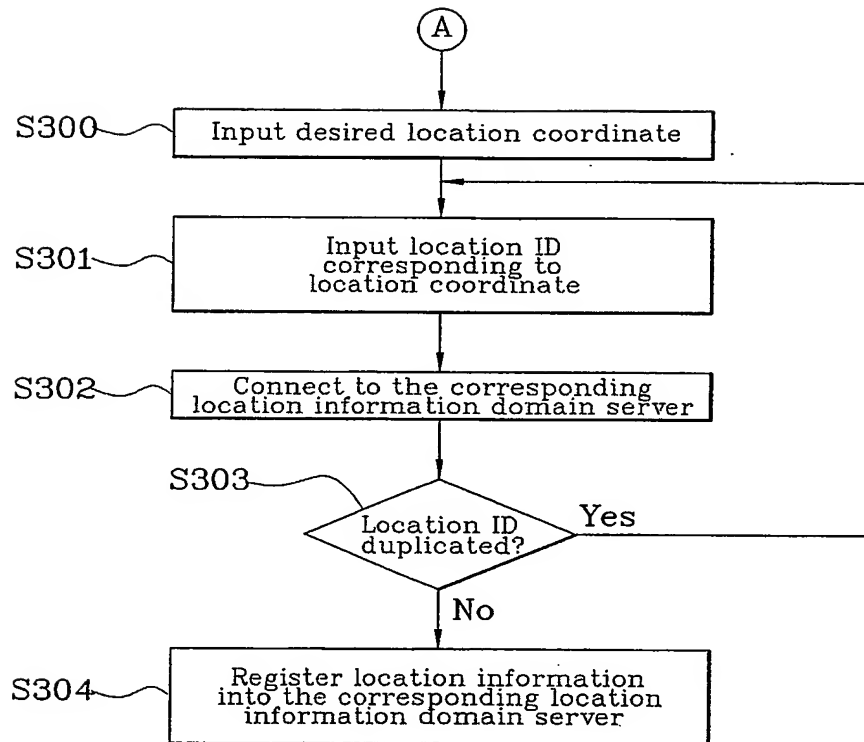 A
S300
Input desired location coordinate
S301
Input location ID
corresponding to
location coordinate
S302
Connect to the corresponding
location information domain server
S303
Location ID
duplicated?
Yes
No
S304
Register location information
into the corresponding location
information domain server